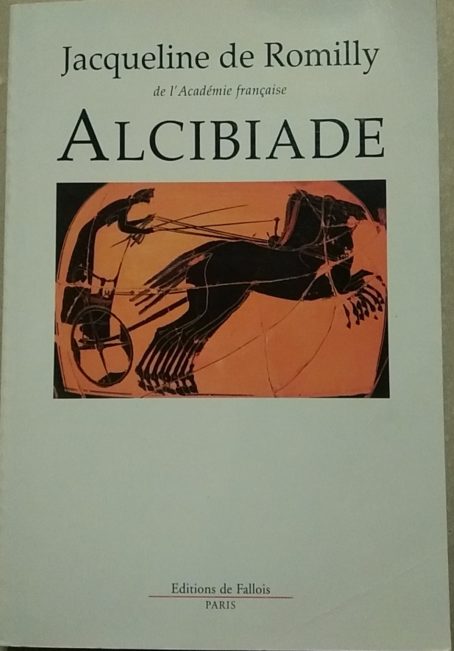 Jacqueline de Romilly
de l'Académie française
ALCIBIADE
Editions de Fallois
PARIS